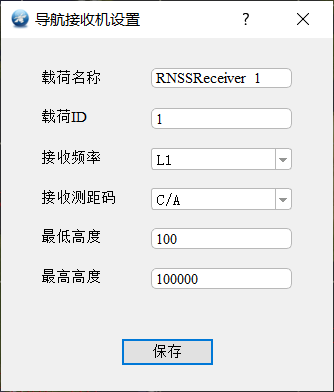 导航接收机设置
载荷名称 RNSSReceiver_1
载荷ID 1
接收频率 L1
接收测距码 C/A
最低高度 100
最高高度 100000
保存